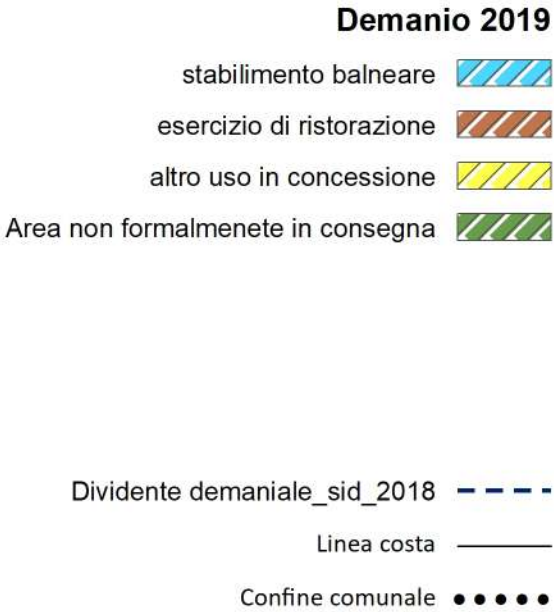 Demanio 2019
stabilimento balneare
esercizio di ristorazione
altro uso in concessione
Area non formalmenete in consegna
Dividente demaniale_sid_2018
Linea costa
Confine comunale